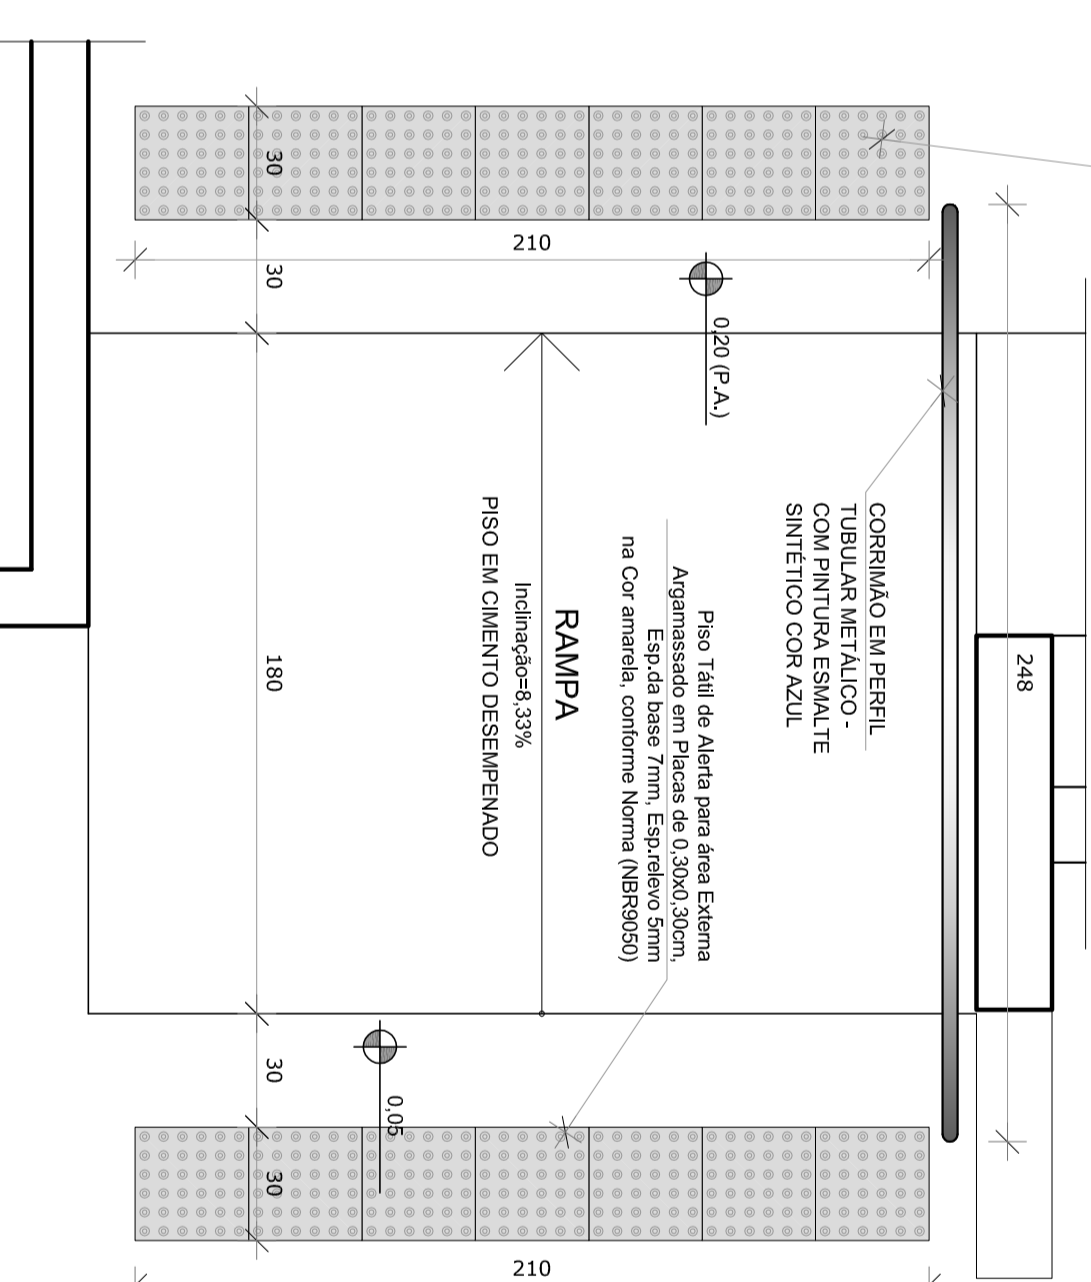 30
30
180
30
30
210
210
248
0,20 (P.A.)
0,05
CORRIMÃO EM PERFIL
TUBULAR METÁLICO -
COM PINTURA ESMALTE
SINTÉTICO COR AZUL
Piso Tátil de Alerta para área Externa
Argamassado em Placas de 0,30x0,30cm,
Esp.da base 7mm, Esp.relevo 5mm
na Cor amarela, conforme Norma (NBR9050)
RAMPA
Inclinação=8,33%
PISO EM CIMENTO DESEMPENADO